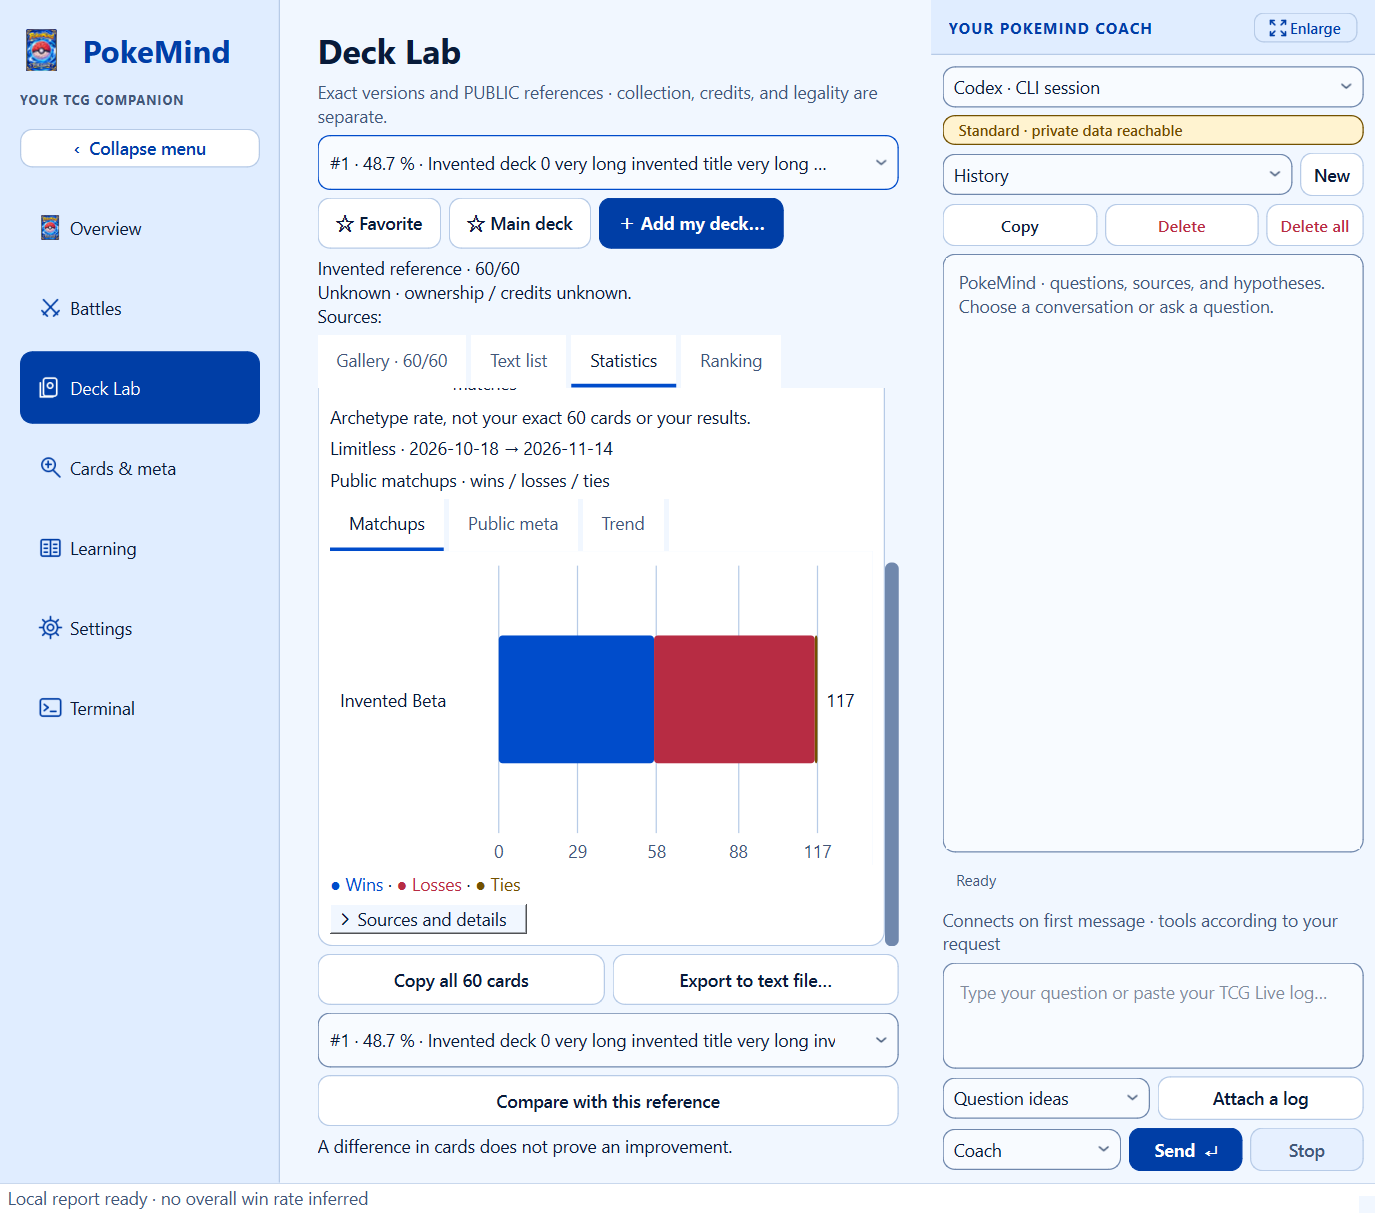 PokeMind
YOUR TCG COMPANION
‹ Collapse menu
Overview
Battles
Deck Lab
Cards & meta
Learning
Settings
Terminal
Deck Lab
Exact versions and PUBLIC references · collection, credits, and legality are
separate.
#1 · 48.7 % · Invented deck 0 very long invented title very long ...
☆ Favorite
☆ Main deck
+ Add my deck...
Invented reference · 60/60
Unknown · ownership / credits unknown.
Sources:
Gallery · 60/60
Text list
Statistics
Ranking
matches
Archetype rate, not your exact 60 cards or your results.
Limitless · 2026-10-18 → 2026-11-14
Public matchups · wins / losses / ties
Matchups
Public meta
Trend
Invented Beta
117
0 29 58 88 117
● Wins · ● Losses · ● Ties
> Sources and details
Copy all 60 cards
Export to text file...
#1 · 48.7 % · Invented deck 0 very long invented title very long inv
Compare with this reference
A difference in cards does not prove an improvement.
YOUR POKEMIND COACH
Enlarge
Codex · CLI session
Standard · private data reachable
History
New
Copy
Delete
Delete all
PokeMind · questions, sources, and hypotheses.
Choose a conversation or ask a question.
Ready
Connects on first message · tools according to your
request
Type your question or paste your TCG Live log...
Question ideas
Attach a log
Coach
Send ↵
Stop
Local report ready · no overall win rate inferred